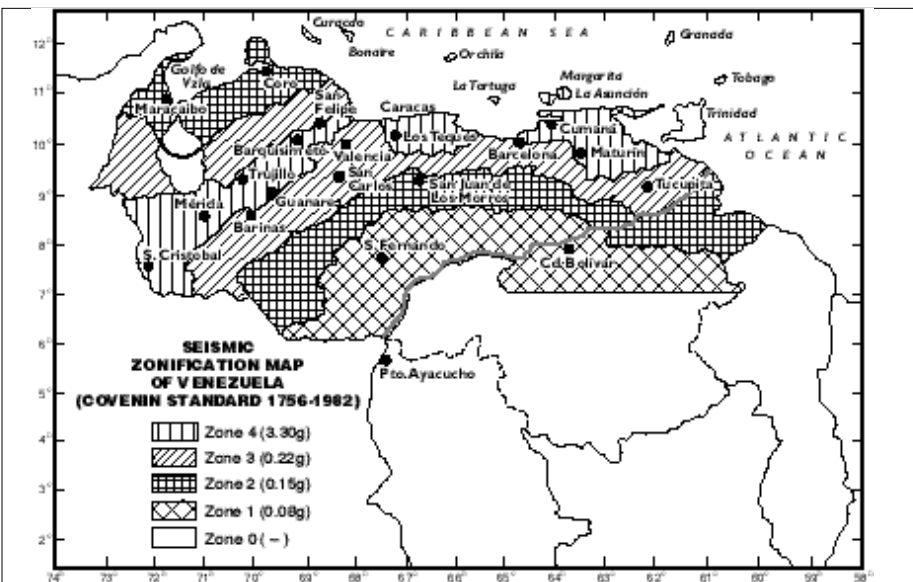 12°
11°
10°
9°
8°
7°
6°
5°
4°
3°
2°
Curaçao
Bonaire
CARIBBEAN SEA
Orchila
Granada
Golfo de
Vzla
Coro
La Tortuga
Margarita
La Asunción
Tobago
Maracaibo
San
Felipe
Caracas
Los Teques
Cumaná
Trinidad
ATLANTIC
OCEAN
Barquisimeto
Valencia
Barcelona
Maturín
Trujillo
San
Carlos
San Juan de
Los Morros
Tucupita
Mérida
Guanare
Barinas
S. Cristobal
S. Fernando
Cd. Bolívar
Pto. Ayacucho
SEISMIC
ZONIFICATION MAP
OF VENEZUELA
(COVENIN STANDARD 1756-1982)
Zone 4 (3.30g)
Zone 3 (0.22g)
Zone 2 (0.15g)
Zone 1 (0.08g)
Zone 0 ( – )
74° 73° 72° 71° 70° 69° 68° 67° 66° 65° 64° 63° 62° 61° 60° 59° 58°